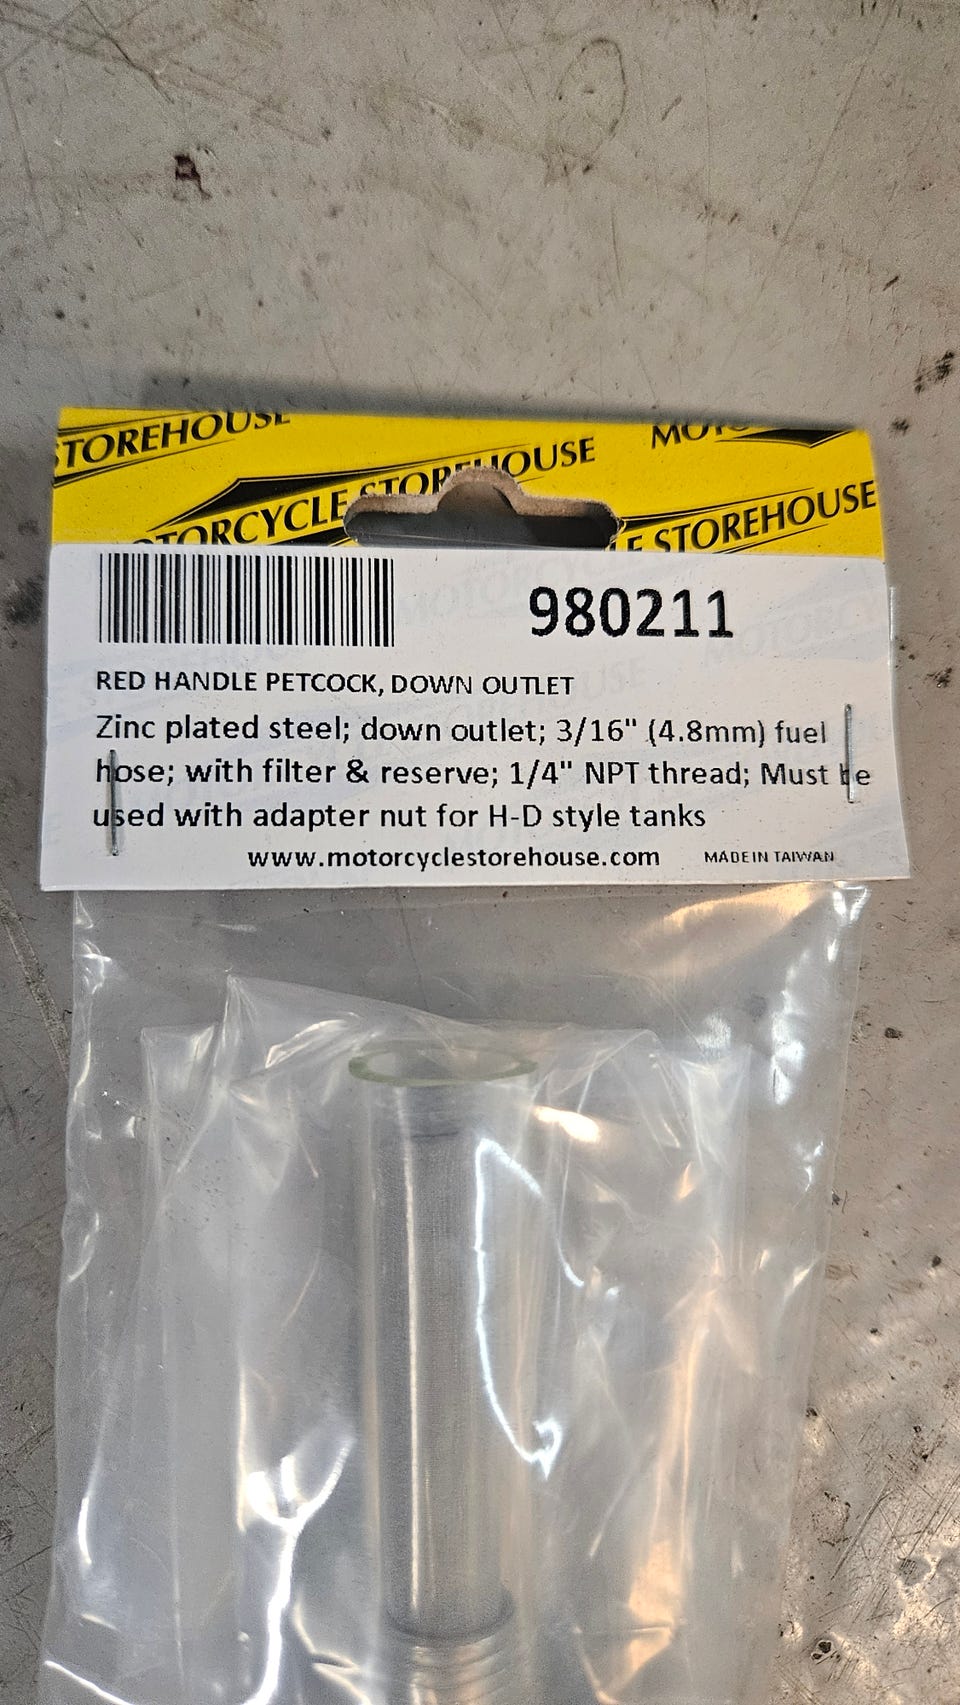 STOREHOUSE
MOTORCYCLE STOREHOUSE
STOREHOUSE
980211
RED HANDLE PETCOCK, DOWN OUTLET
Zinc plated steel; down outlet; 3/16" (4.8mm) fuel
hose; with filter & reserve; 1/4" NPT thread; Must be
used with adapter nut for H-D style tanks
www.motorcyclestorehouse.com MADE IN TAIWAN